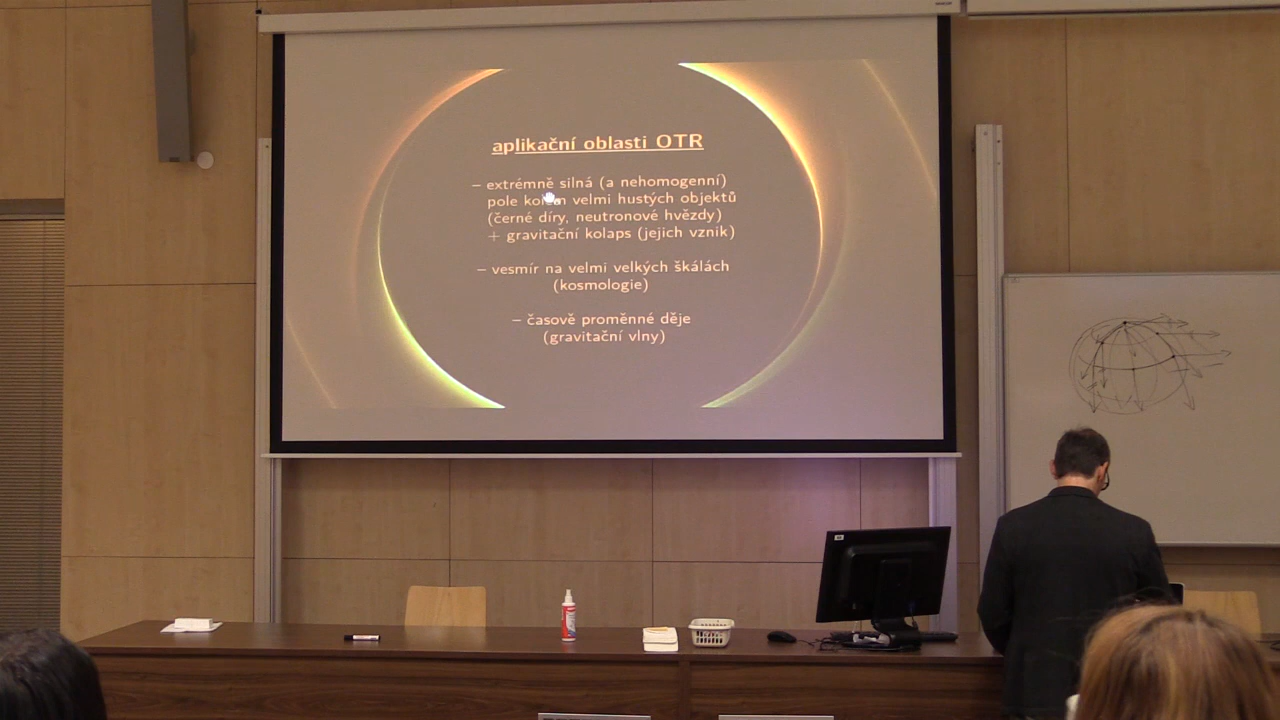 aplikační oblasti OTR
– extrémně silná (a nehomogenní)
pole kolem velmi hustých objektů
(černé díry, neutronové hvězdy)
+ gravitační kolaps (jejich vznik)
– vesmír na velmi velkých škálách
(kosmologie)
– časově proměnné děje
(gravitační vlny)